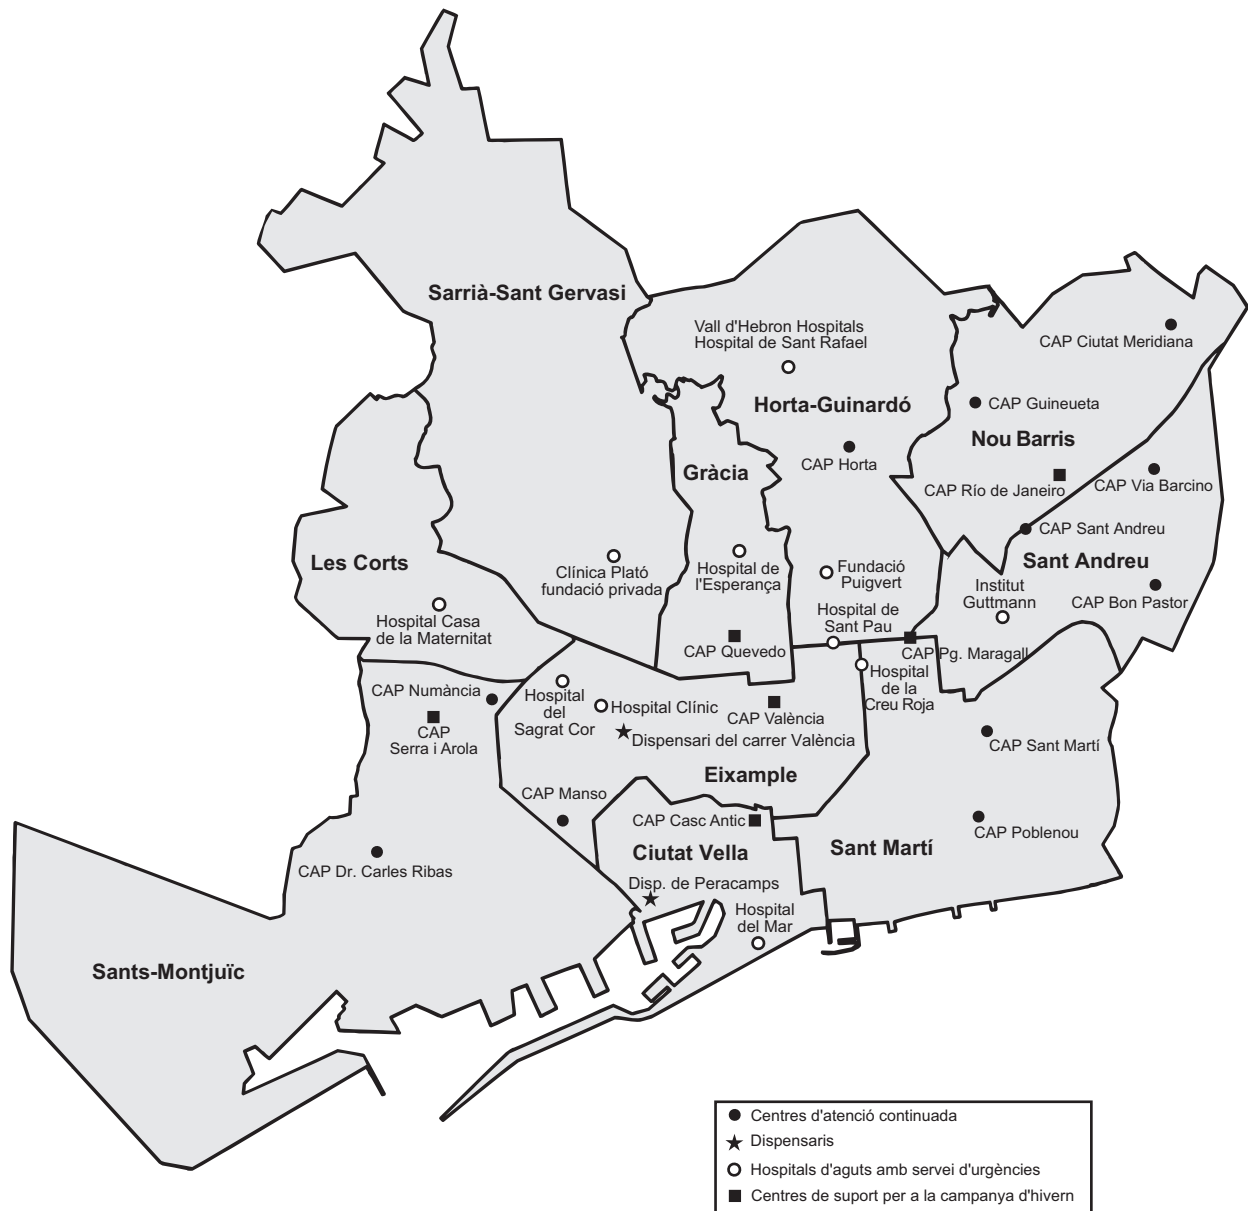 Sarrià-Sant Gervasi
Vall d'Hebron Hospitals
Hospital de Sant Rafael
CAP Ciutat Meridiana
Horta-Guinardó
CAP Guineueta
Nou Barris
CAP Horta
Gràcia
CAP Río de Janeiro
CAP Via Barcino
CAP Sant Andreu
Sant Andreu
Les Corts
Clínica Plató
fundació privada
Hospital de
l'Esperança
Fundació
Puigvert
Institut
Guttmann
CAP Bon Pastor
Hospital Casa
de la Maternitat
Hospital de
Sant Pau
CAP Quevedo
CAP Pg. Maragall
Hospital
de la
Creu Roja
CAP Numància
CAP
Serra i Arola
Hospital
del
Sagrat Cor
Hospital Clínic
CAP València
Dispensari del carrer València
CAP Sant Martí
Eixample
CAP Manso
CAP Casc Antic
CAP Poblenou
Ciutat Vella
Sant Martí
CAP Dr. Carles Ribas
Disp. de Peracamps
Hospital
del Mar
Sants-Montjuïc
Centres d'atenció continuada
Dispensaris
Hospitals d'aguts amb servei d'urgències
Centres de suport per a la campanya d'hivern